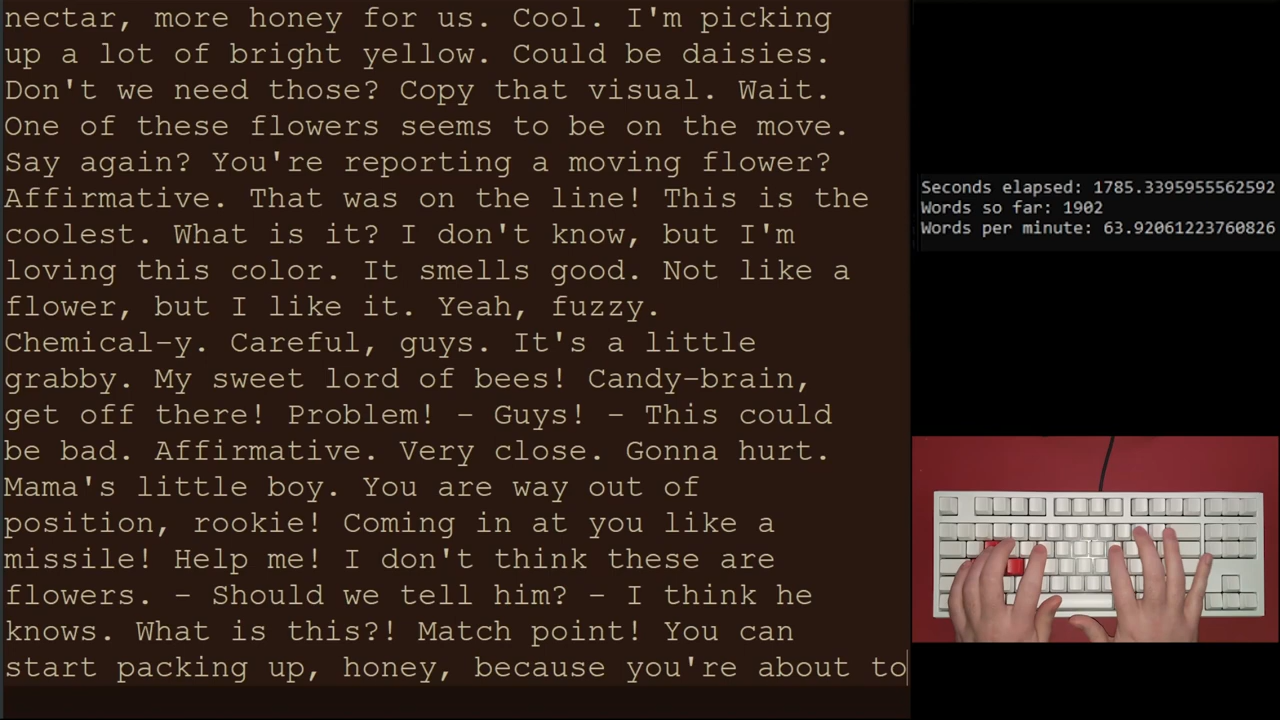 nectar, more honey for us. Cool. I'm picking
up a lot of bright yellow. Could be daisies.
Don't we need those? Copy that visual. Wait.
One of these flowers seems to be on the move.
Say again? You're reporting a moving flower?
Affirmative. That was on the line! This is the
coolest. What is it? I don't know, but I'm
loving this color. It smells good. Not like a
flower, but I like it. Yeah, fuzzy.
Chemical-y. Careful, guys. It's a little
grabby. My sweet lord of bees! Candy-brain,
get off there! Problem! - Guys! - This could
be bad. Affirmative. Very close. Gonna hurt.
Mama's little boy. You are way out of
position, rookie! Coming in at you like a
missile! Help me! I don't think these are
flowers. - Should we tell him? - I think he
knows. What is this?! Match point! You can
start packing up, honey, because you're about to
Seconds elapsed: 1785.3395955562592
Words so far: 1902
Words per minute: 63.92061223760826